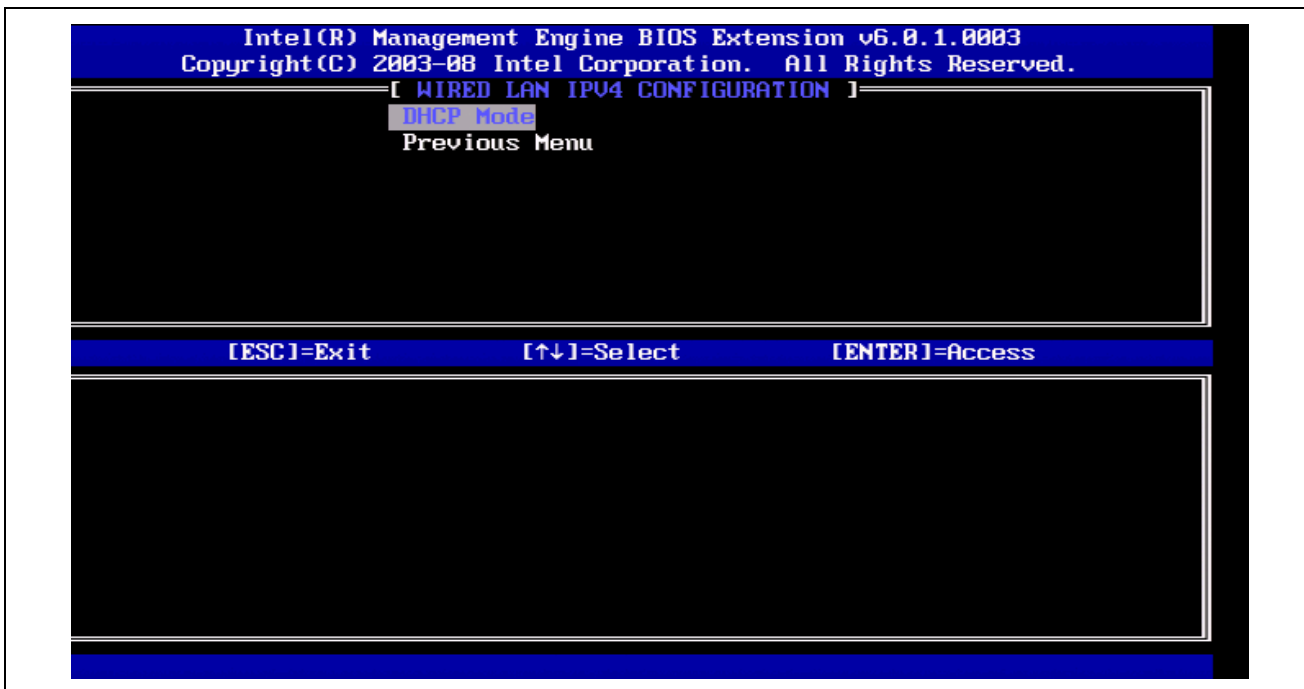 Intel(R) Management Engine BIOS Extension v6.0.1.0003
Copyright(C) 2003-08 Intel Corporation. All Rights Reserved.
[ WIRED LAN IPV4 CONFIGURATION ]
DHCP Mode
Previous Menu
[ESC]=Exit [↑↓]=Select [ENTER]=Access